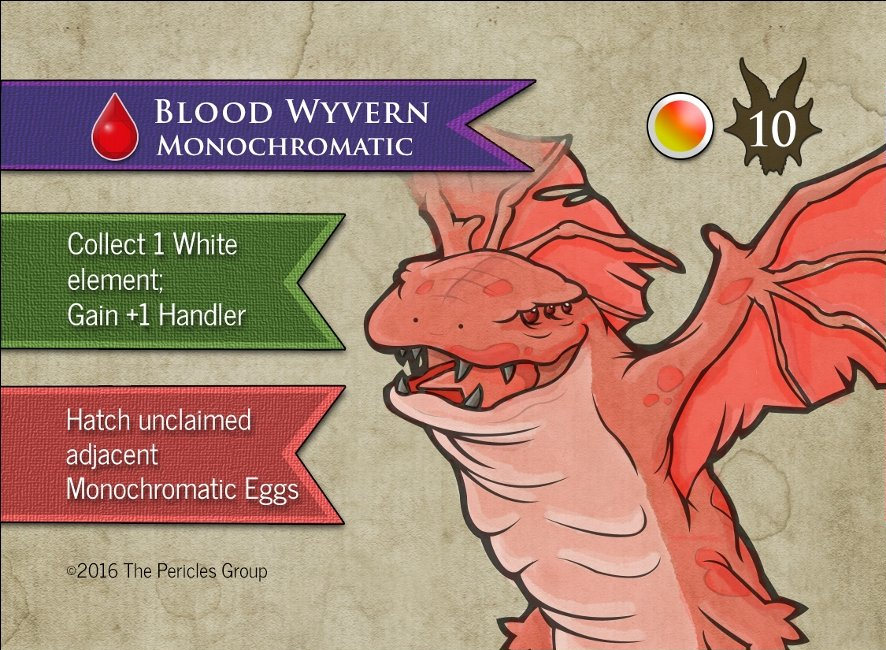 Blood Wyvern
Monochromatic
10
Collect 1 White
element;
Gain +1 Handler
Hatch unclaimed
adjacent
Monochromatic Eggs
©2016 The Pericles Group